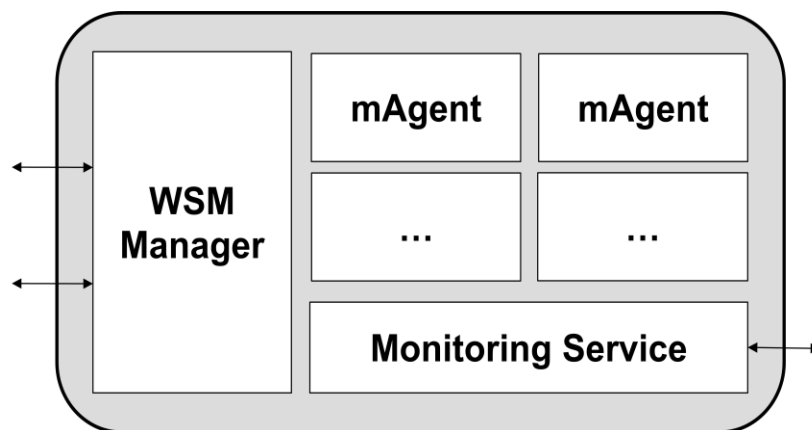 WSM
Manager
mAgent
mAgent
...
...
Monitoring Service